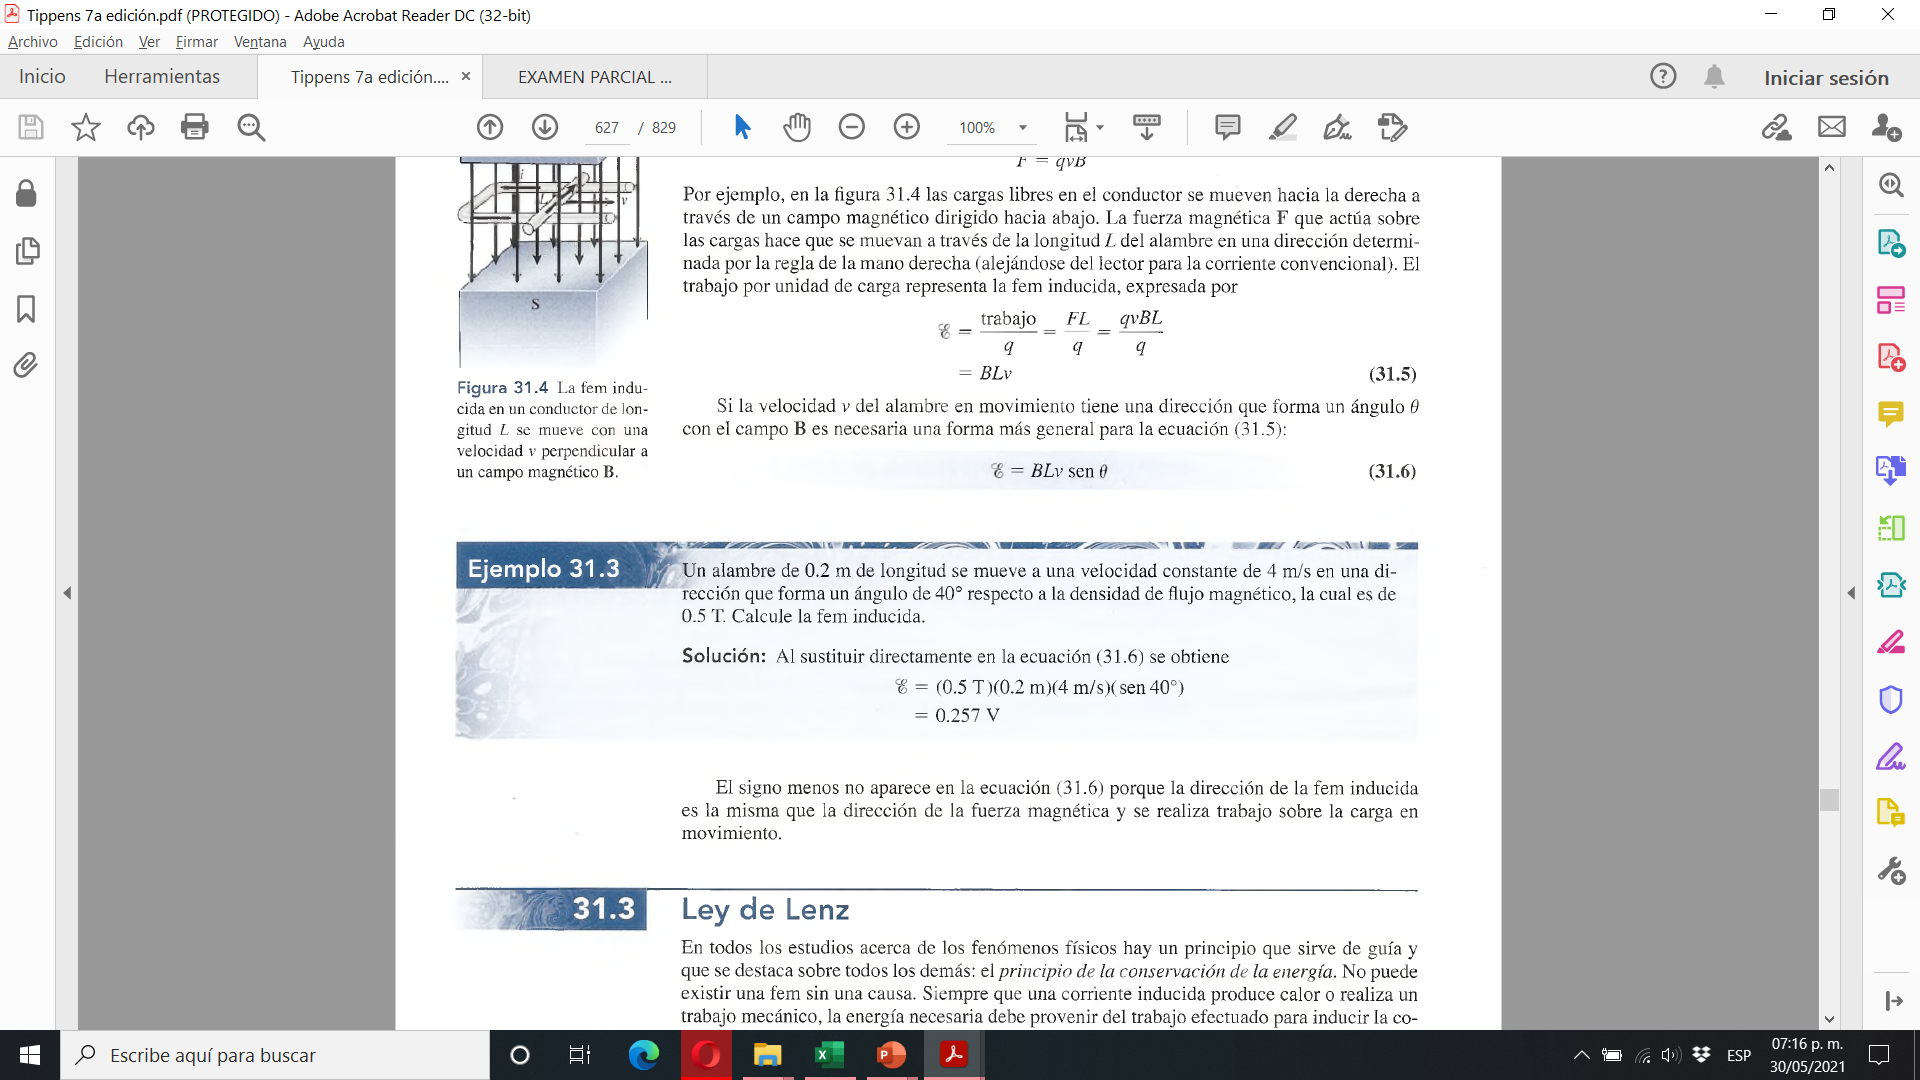 Tippens 7a edición.pdf (PROTEGIDO) - Adobe Acrobat Reader DC (32-bit)
Archivo Edición Ver Firmar Ventana Ayuda
Inicio Herramientas Tippens 7a edición.... × EXAMEN PARCIAL ... Iniciar sesión
627 / 829 100%
F = qvB
Por ejemplo, en la figura 31.4 las cargas libres en el conductor se mueven hacia la derecha a
través de un campo magnético dirigido hacia abajo. La fuerza magnética F que actúa sobre
las cargas hace que se muevan a través de la longitud L del alambre en una dirección determi-
nada por la regla de la mano derecha (alejándose del lector para la corriente convencional). El
trabajo por unidad de carga representa la fem inducida, expresada por
ℰ = trabajo/q = FL/q = qvBL/q
= BLv (31.5)
Si la velocidad v del alambre en movimiento tiene una dirección que forma un ángulo θ
con el campo B es necesaria una forma más general para la ecuación (31.5):
ℰ = BLv sen θ (31.6)
i
L
v
S
Figura 31.4 La fem indu-
cida en un conductor de lon-
gitud L se mueve con una
velocidad v perpendicular a
un campo magnético B.
Ejemplo 31.3
Un alambre de 0.2 m de longitud se mueve a una velocidad constante de 4 m/s en una di-
rección que forma un ángulo de 40° respecto a la densidad de flujo magnético, la cual es de
0.5 T. Calcule la fem inducida.
Solución: Al sustituir directamente en la ecuación (31.6) se obtiene
ℰ = (0.5 T)(0.2 m)(4 m/s)(sen 40°)
= 0.257 V
El signo menos no aparece en la ecuación (31.6) porque la dirección de la fem inducida
es la misma que la dirección de la fuerza magnética y se realiza trabajo sobre la carga en
movimiento.
31.3 Ley de Lenz
En todos los estudios acerca de los fenómenos físicos hay un principio que sirve de guía y
que se destaca sobre todos los demás: el principio de la conservación de la energía. No puede
existir una fem sin una causa. Siempre que una corriente inducida produce calor o realiza un
trabajo mecánico, la energía necesaria debe provenir del trabajo efectuado para inducir la co-
Escribe aquí para buscar
ESP
07:16 p. m.
30/05/2021